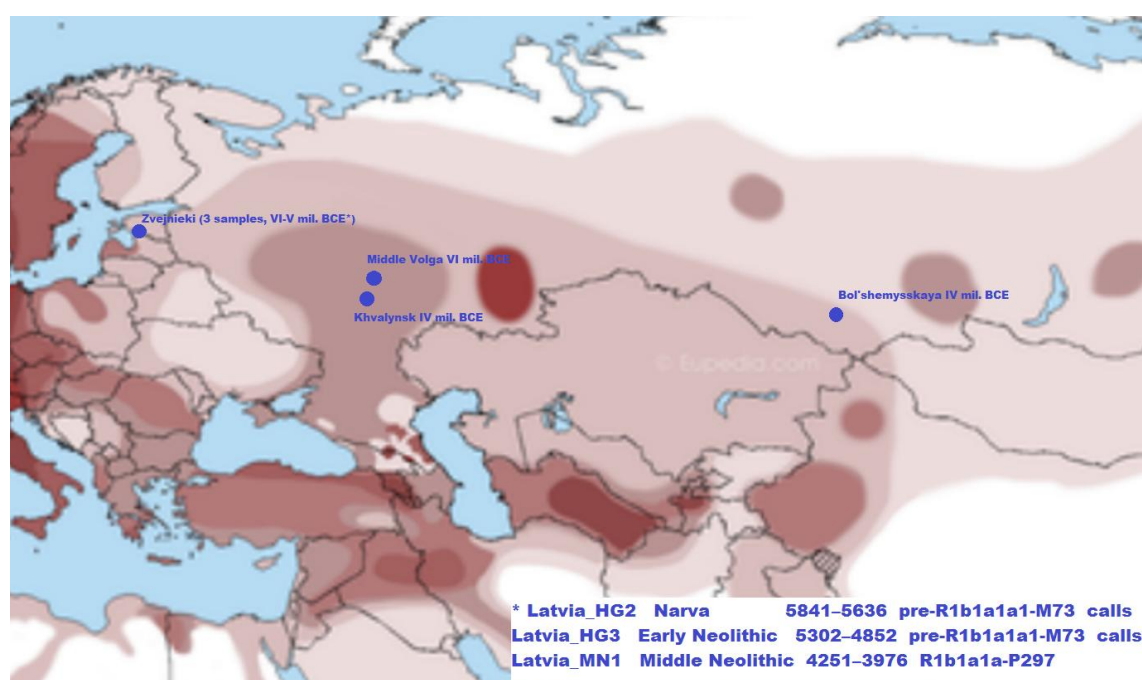 Zvejnieki (3 samples, VI-V mil. BCE*)
Middle Volga VI mil. BCE
Khvalynsk IV mil. BCE
Bol'shemysskaya IV mil. BCE
© Eupedia.com
* Latvia_HG2 Narva 5841–5636 pre-R1b1a1a1-M73 calls
Latvia_HG3 Early Neolithic 5302–4852 pre-R1b1a1a1-M73 calls
Latvia_MN1 Middle Neolithic 4251–3976 R1b1a1a-P297